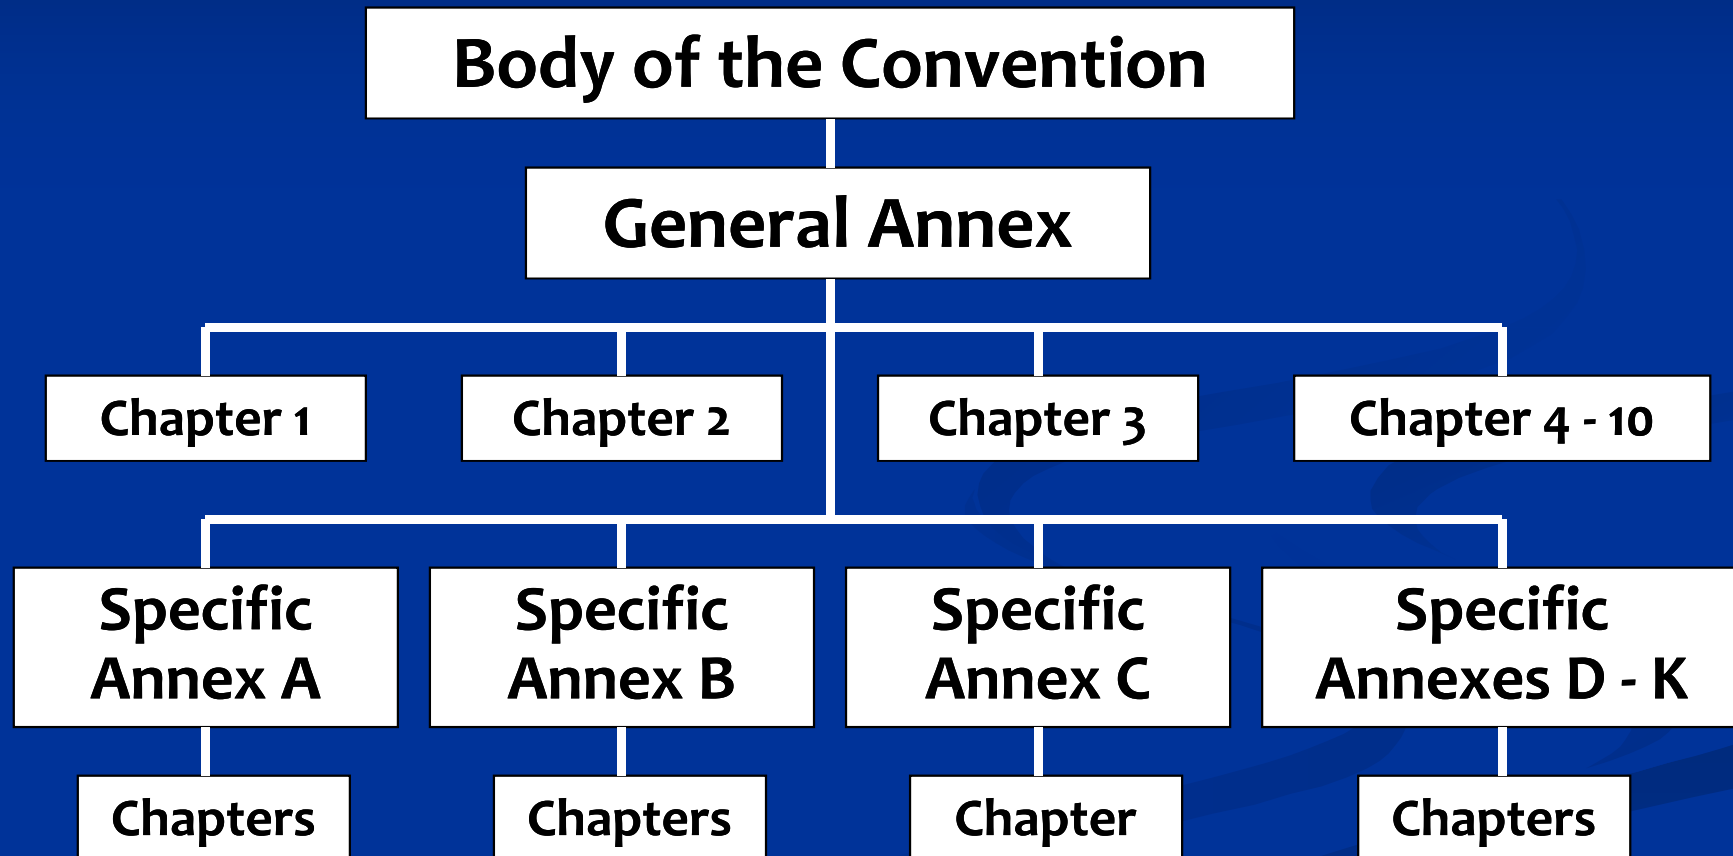 Body of the Convention
General Annex
Chapter 1
Chapter 2
Chapter 3
Chapter 4 - 10
Specific
Annex A
Specific
Annex B
Specific
Annex C
Specific
Annexes D - K
Chapters
Chapters
Chapter
Chapters